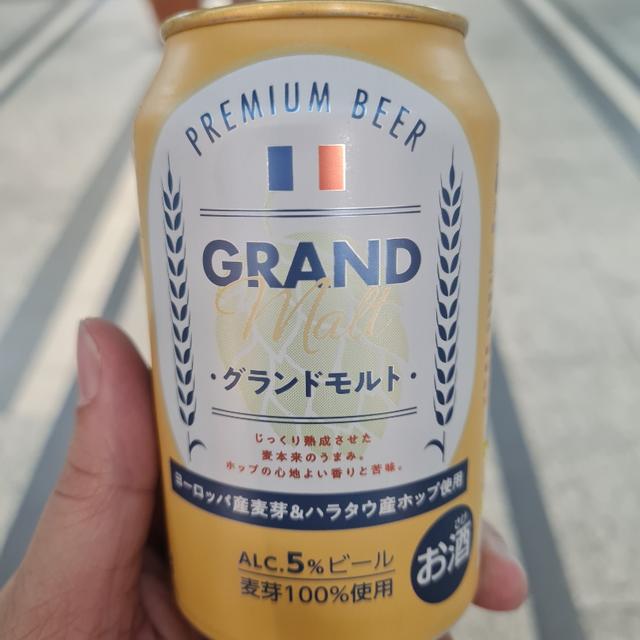 PREMIUM BEER
GRAND
Malt
・グランドモルト・
じっくり熟成させた
麦本来のうまみ。
ホップの心地よい香りと苦味。
ヨーロッパ産麦芽&ハラタウ産ホップ使用
ALC.5%ビール
麦芽100%使用
さけ
お酒